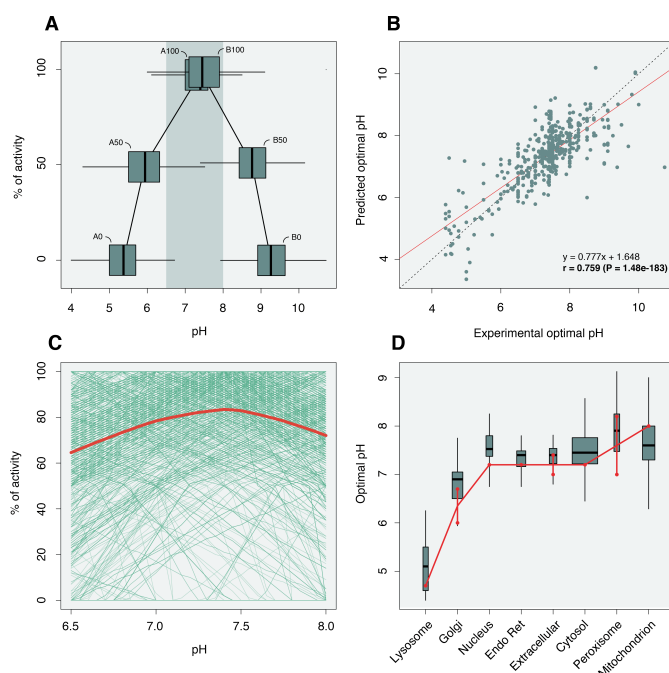 A
B
A100
B100
A50
B50
A0
B0
% of activity
100
50
0
4 5 6 7 8 9 10
pH
Predicted optimal pH
10
8
6
4
y = 0.777x + 1.648
r = 0.759 (P = 1.48e-183)
4 6 8 10
Experimental optimal pH
C
D
% of activity
100
80
60
40
20
0
6.5 7.0 7.5 8.0
pH
Optimal pH
9
8
7
6
5
Lysosome
Golgi
Nucleus
Endo Ret
Extracellular
Cytosol
Peroxisome
Mitochondrion